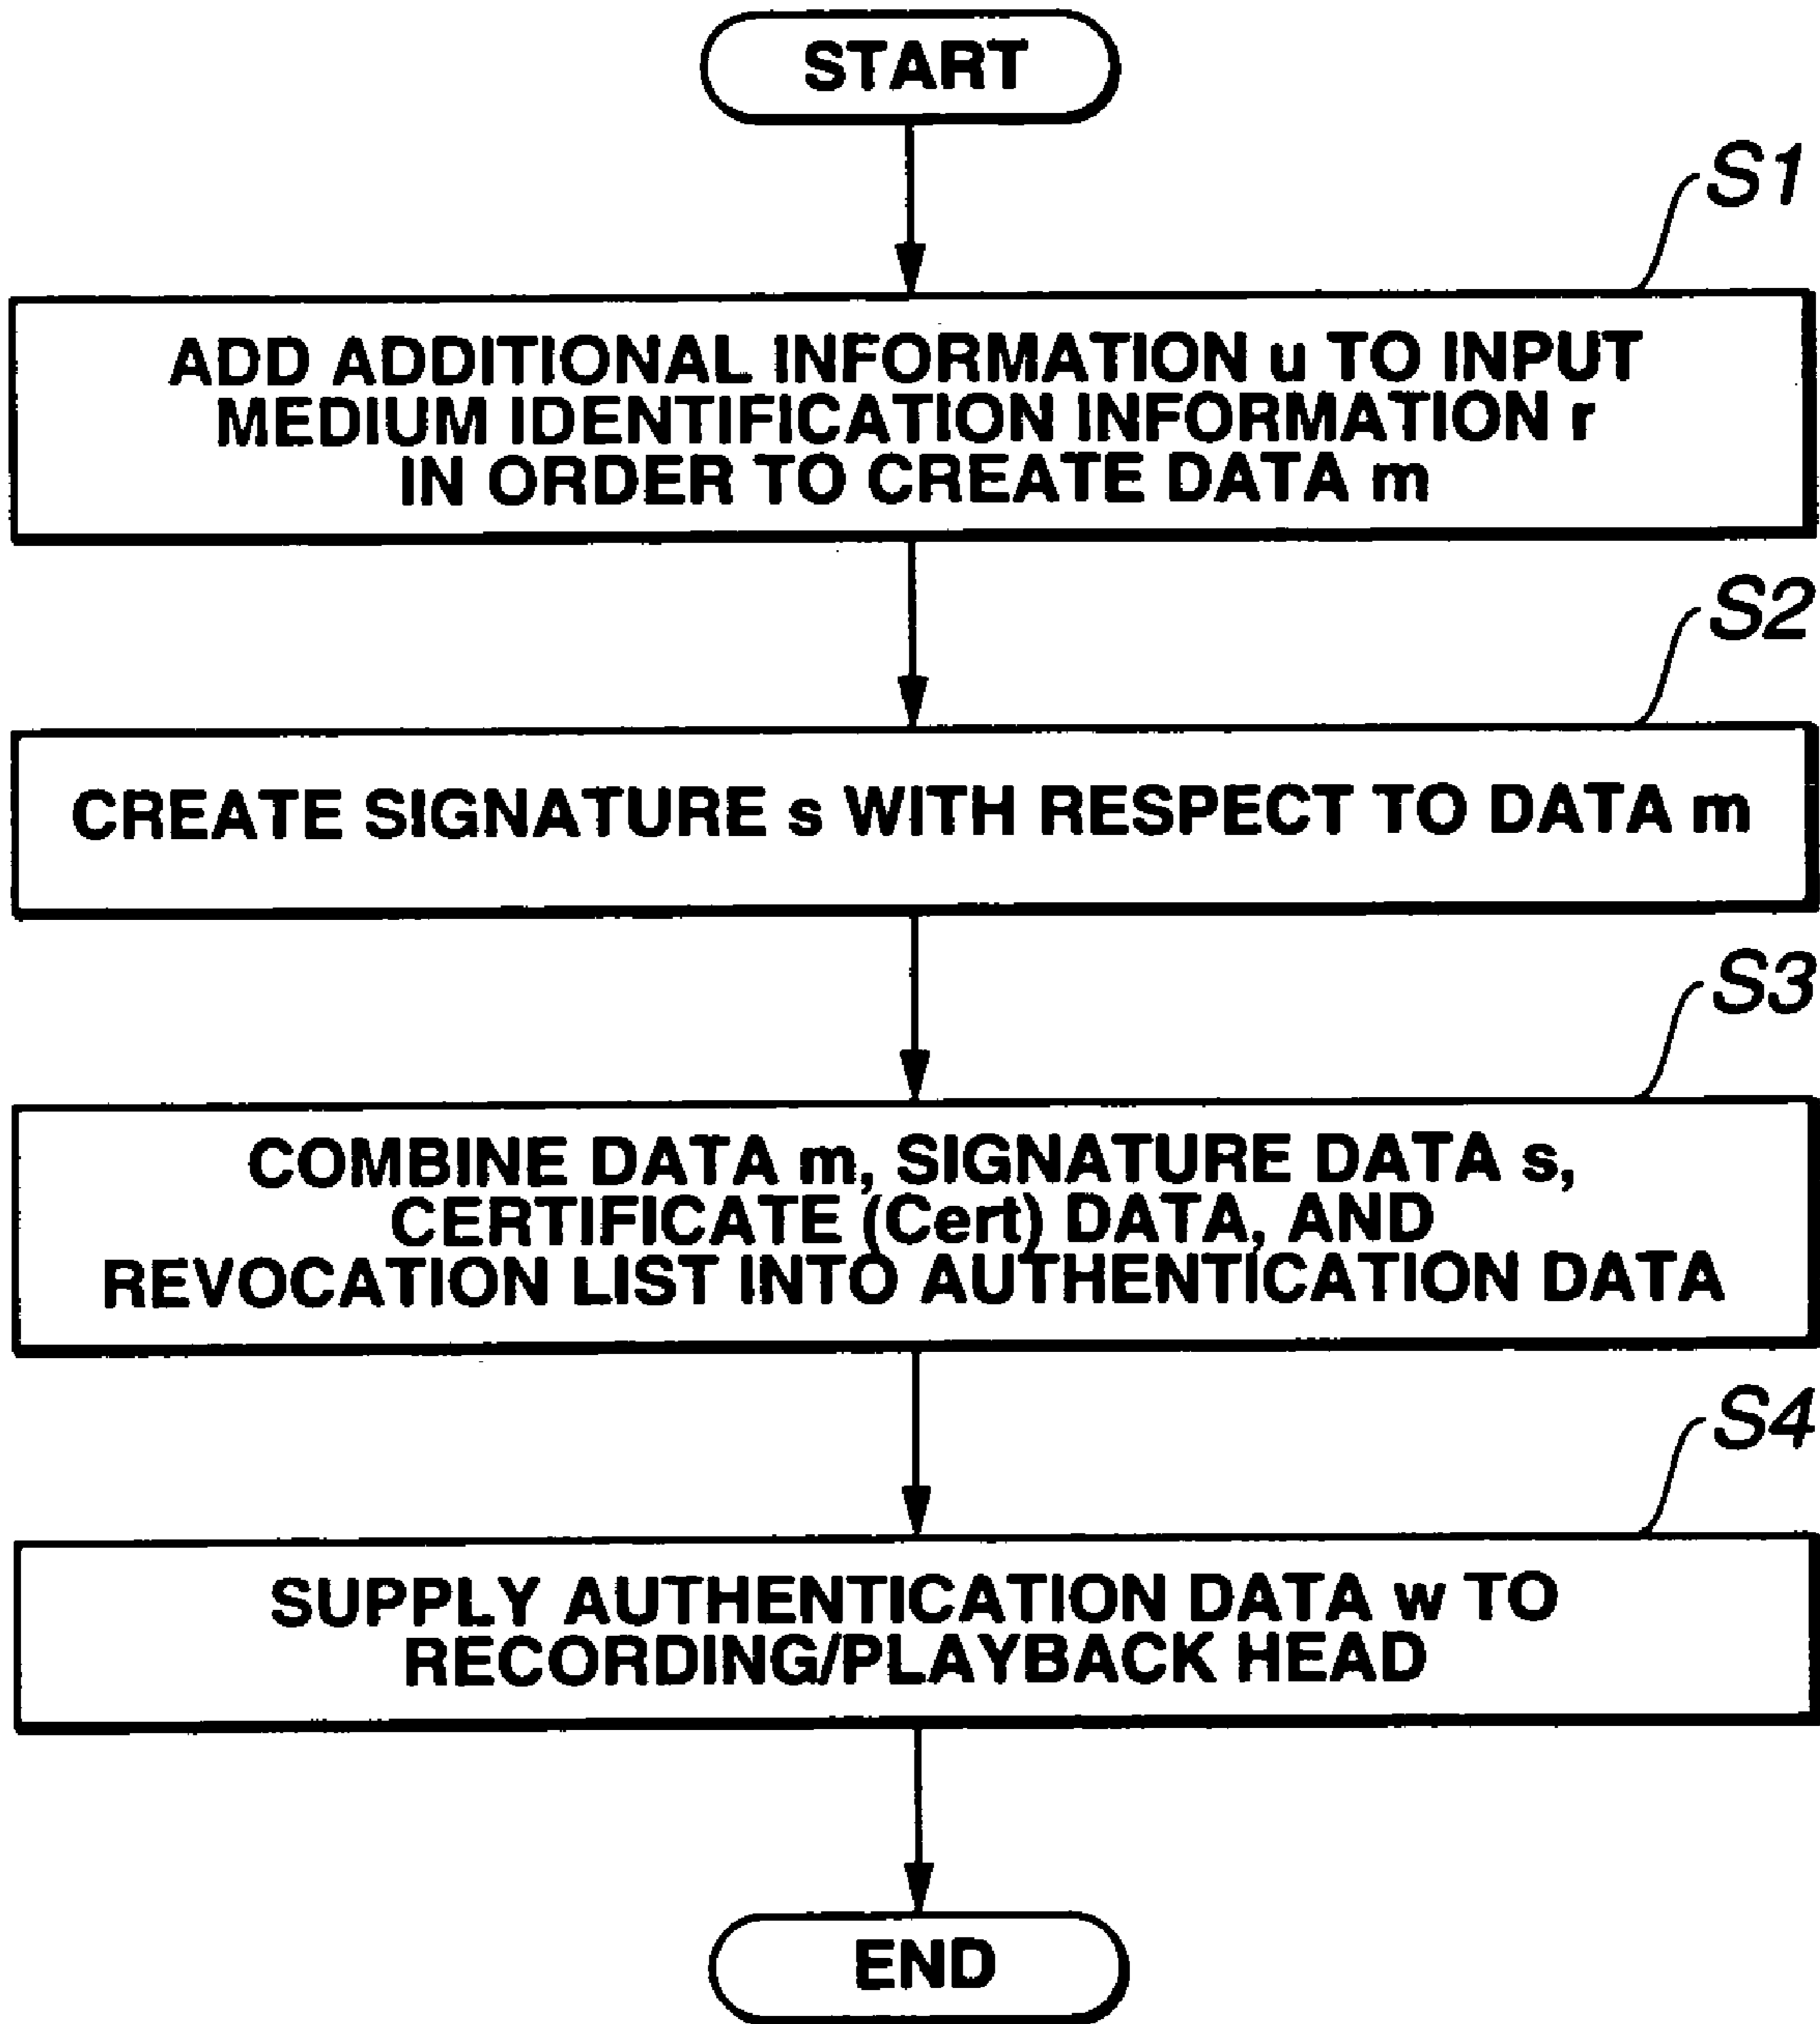 START
S1
ADD ADDITIONAL INFORMATION u TO INPUT
MEDIUM IDENTIFICATION INFORMATION r
IN ORDER TO CREATE DATA m
S2
CREATE SIGNATURE s WITH RESPECT TO DATA m
S3
COMBINE DATA m, SIGNATURE DATA s,
CERTIFICATE (Cert) DATA, AND
REVOCATION LIST INTO AUTHENTICATION DATA
S4
SUPPLY AUTHENTICATION DATA w TO
RECORDING/PLAYBACK HEAD
END